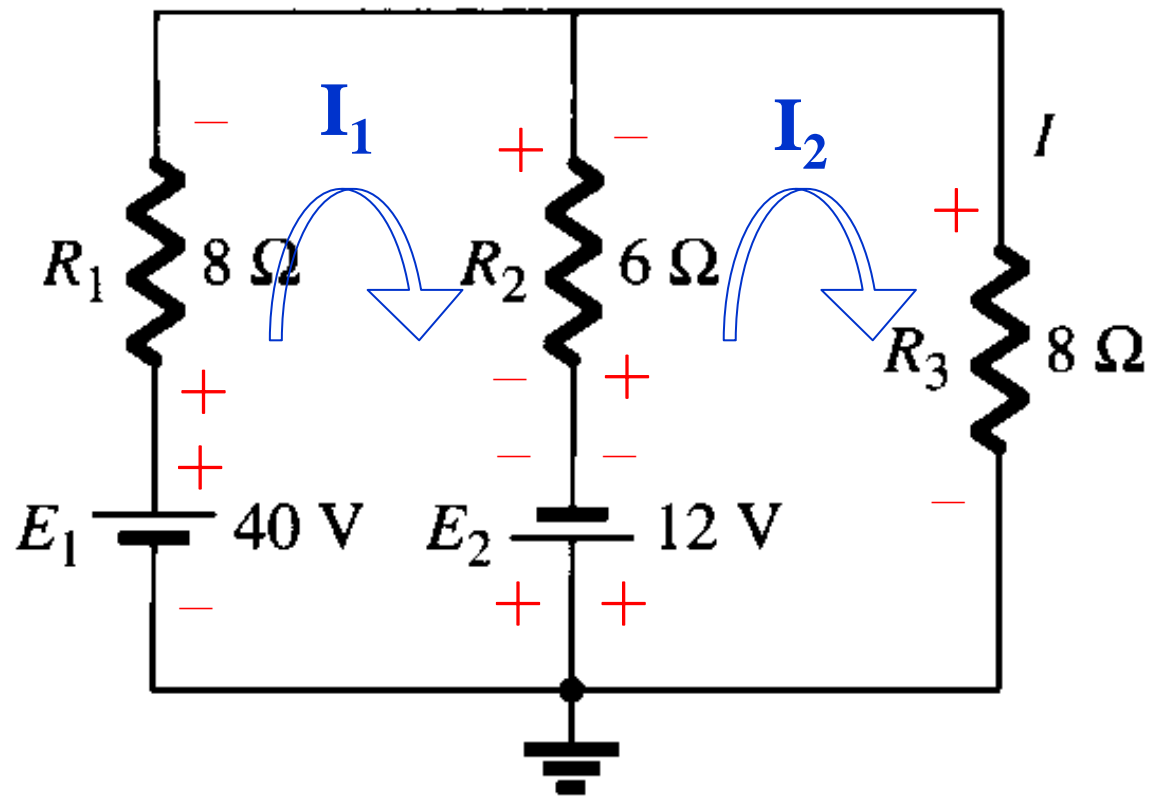 I₁
I₂
I
R₁ 8 Ω
R₂ 6 Ω
R₃ 8 Ω
E₁ 40 V
E₂ 12 V
− + + −
+ − − +
− + − +
+ −